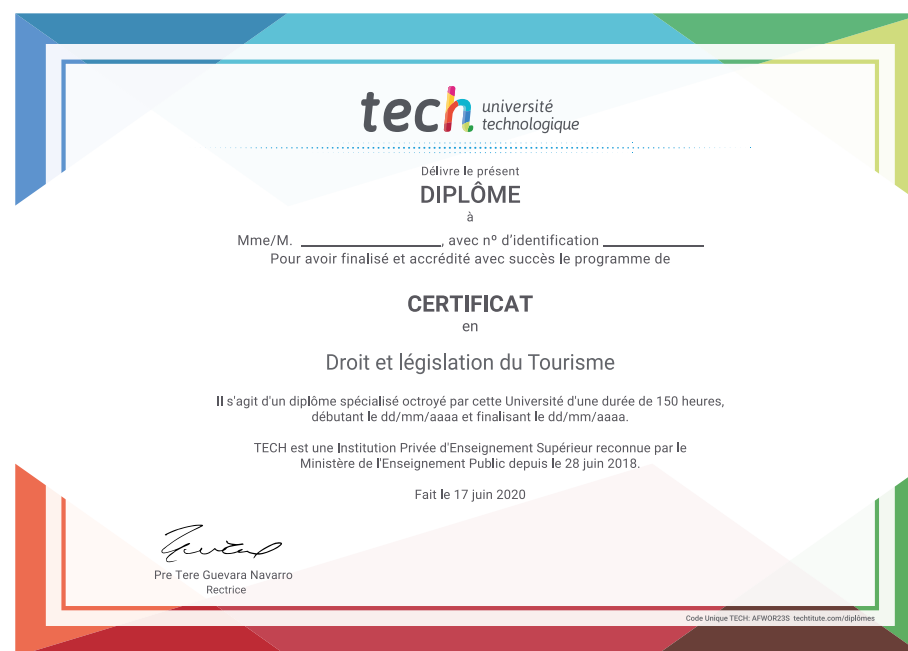 tech université
technologique
Délivre le présent
DIPLÔME
à
Mme/M. ____________________, avec nº d'identification ______________
Pour avoir finalisé et accrédité avec succès le programme de
CERTIFICAT
en
Droit et législation du Tourisme
Il s'agit d'un diplôme spécialisé octroyé par cette Université d'une durée de 150 heures,
débutant le dd/mm/aaaa et finalisant le dd/mm/aaaa.
TECH est une Institution Privée d'Enseignement Supérieur reconnue par le
Ministère de l'Enseignement Public depuis le 28 juin 2018.
Fait le 17 juin 2020
Pre Tere Guevara Navarro
Rectrice
Code Unique TECH: AFWOR23S techtitute.com/diplômes